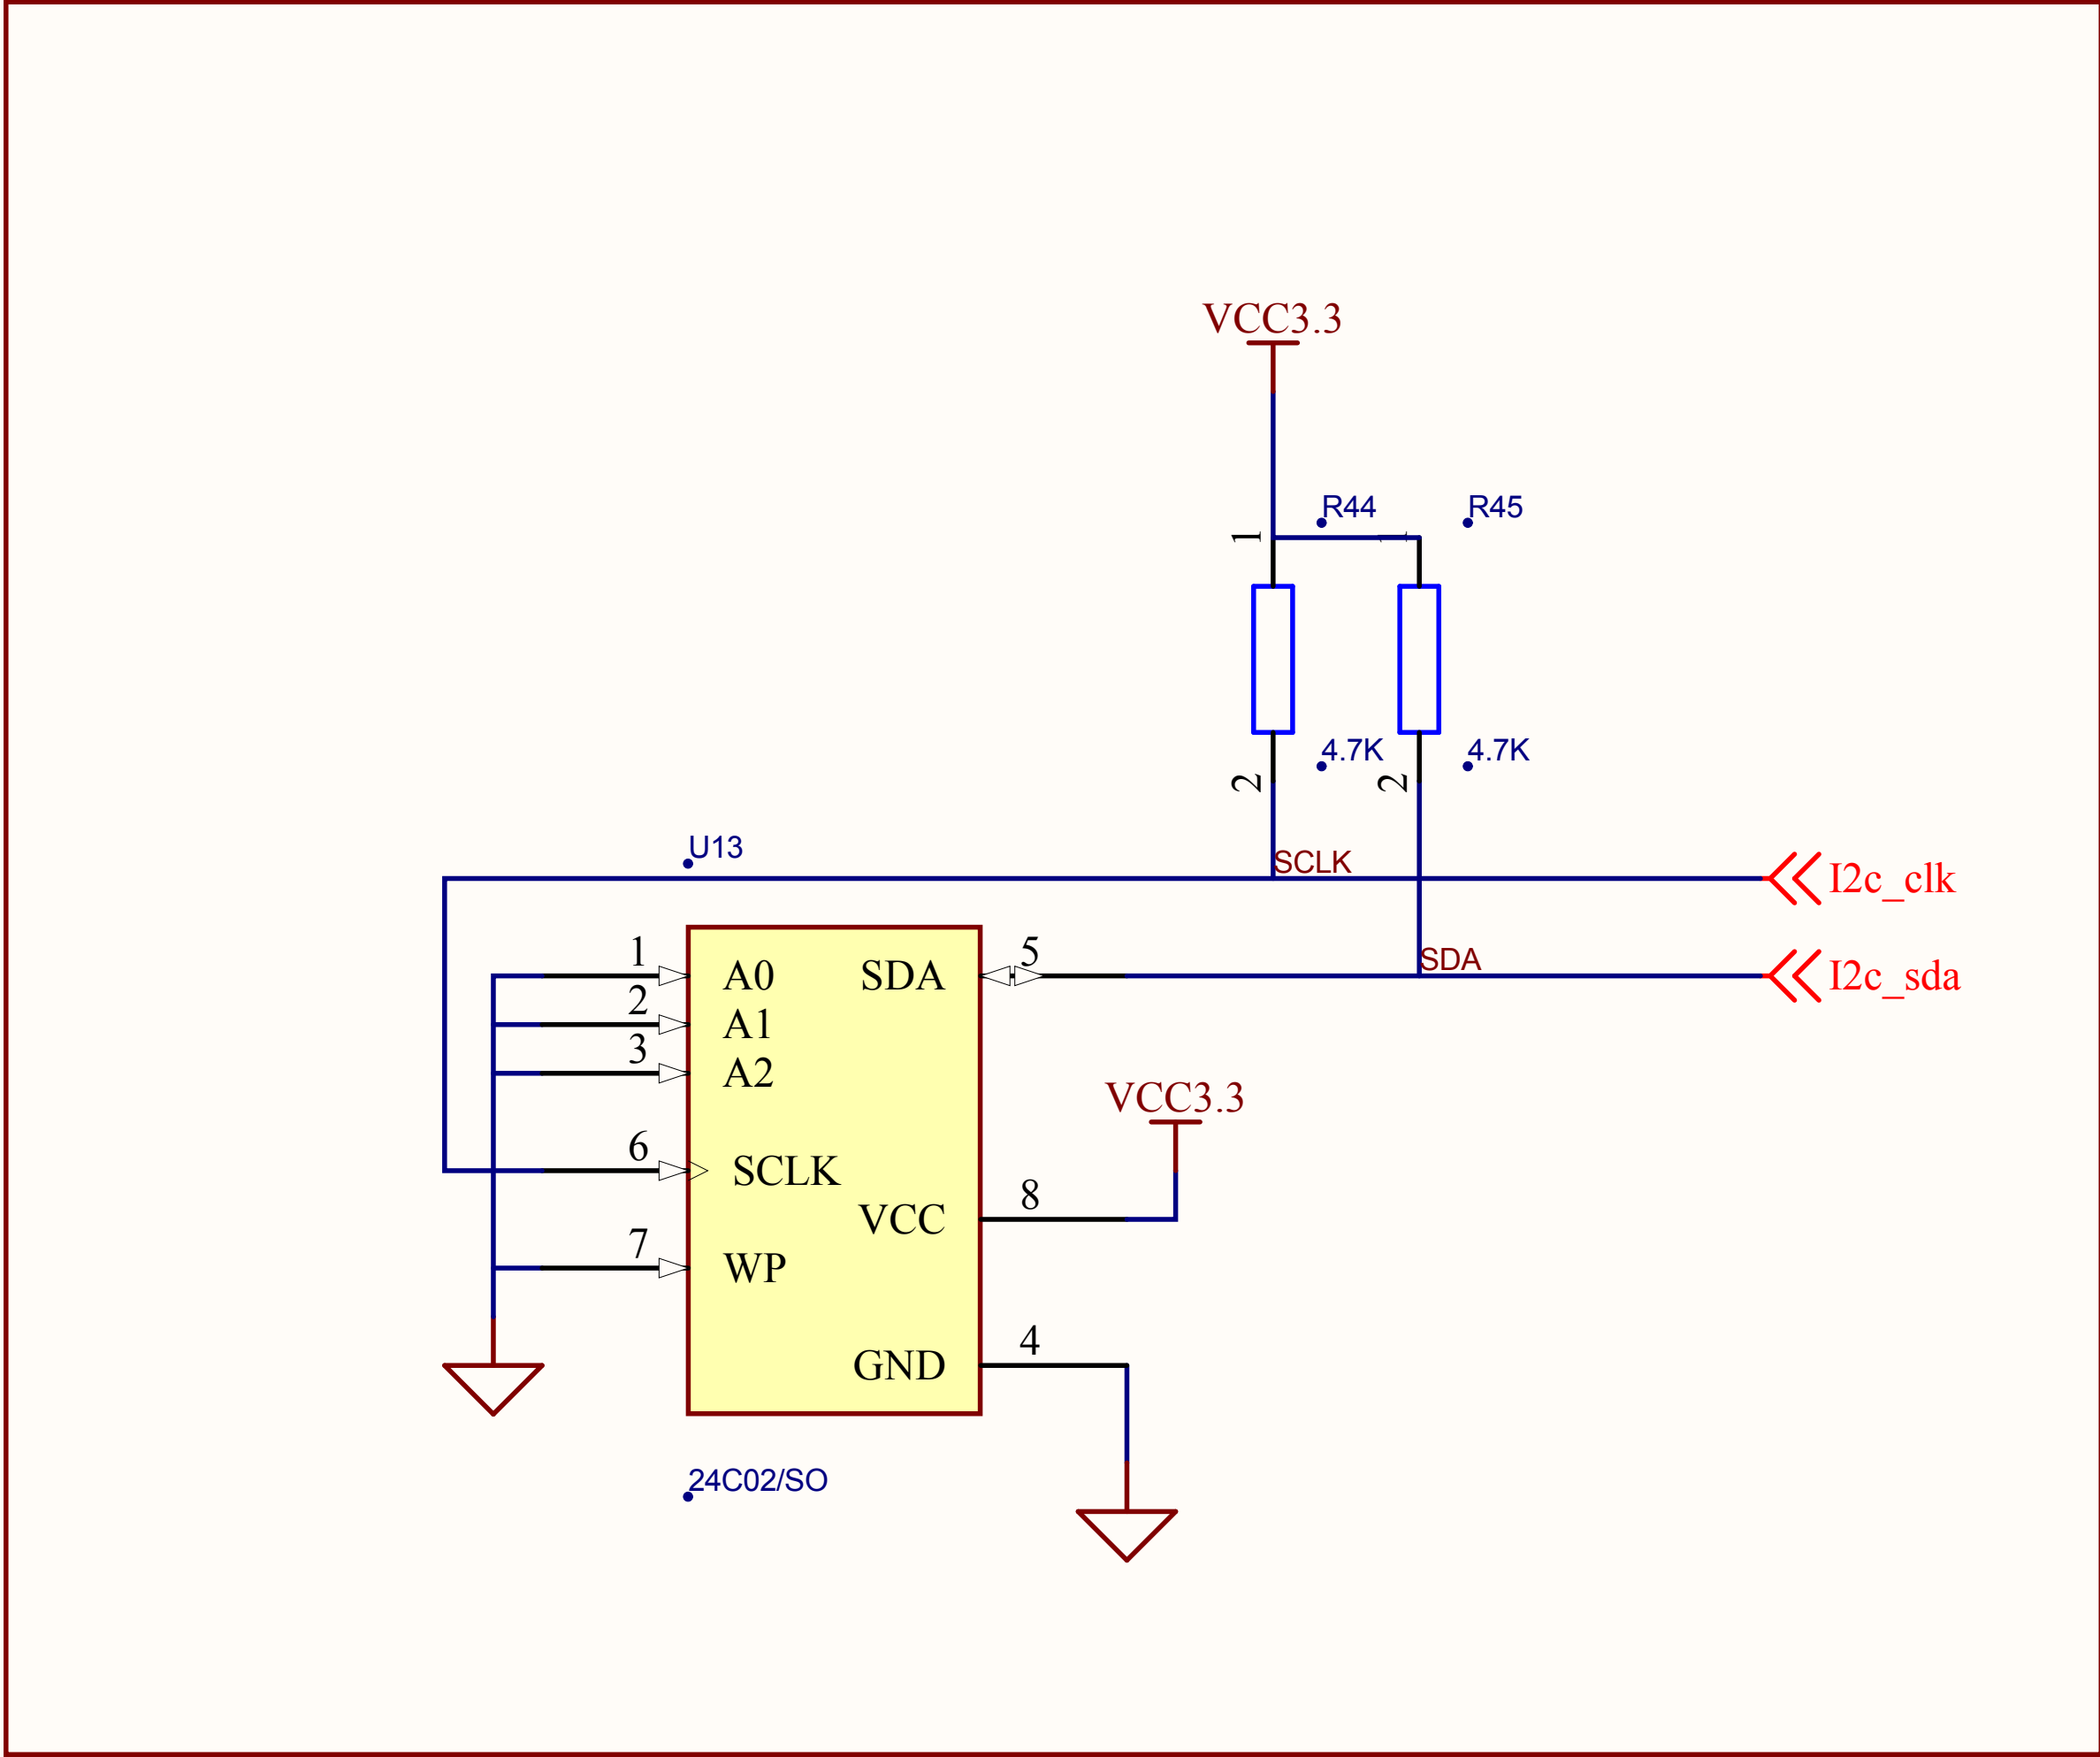 VCC3.3
R44
R45
1
1
4.7K
4.7K
2
2
U13
SCLK
I2c_clk
1
A0
SDA
5
SDA
I2c_sda
2
A1
3
A2
VCC3.3
6
SCLK
8
VCC
7
WP
4
GND
24C02/SO